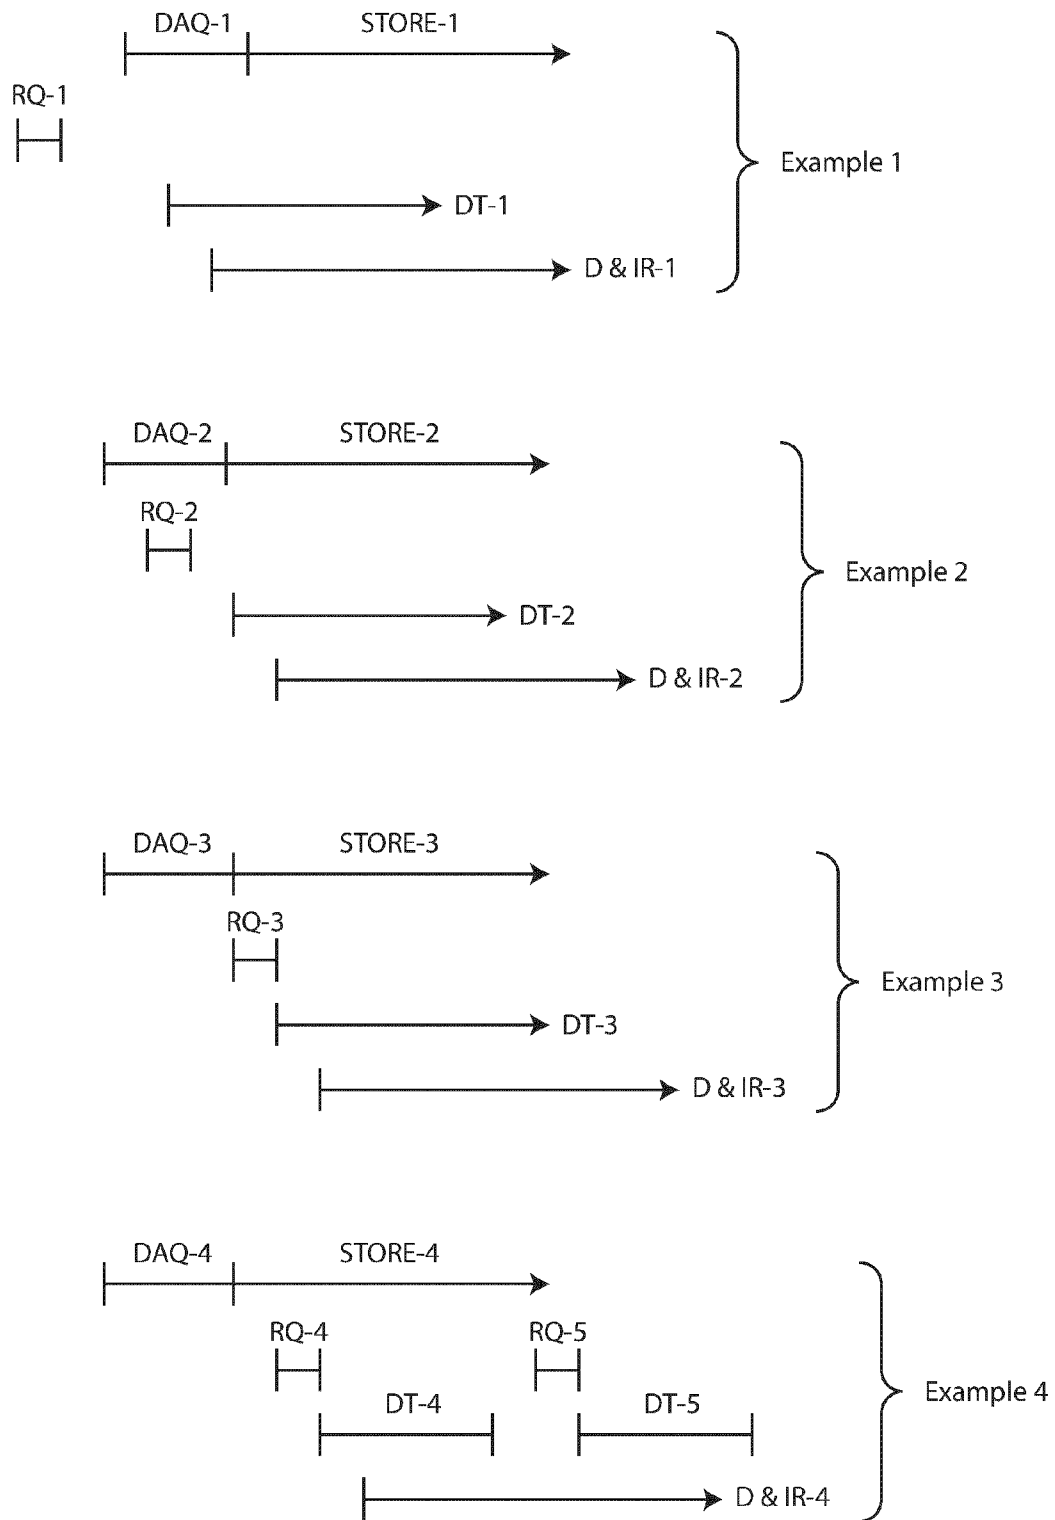 DAQ-1 STORE-1
RQ-1
Example 1
DT-1
D & IR-1
DAQ-2 STORE-2
RQ-2
Example 2
DT-2
D & IR-2
DAQ-3 STORE-3
RQ-3
Example 3
DT-3
D & IR-3
DAQ-4 STORE-4
RQ-4 RQ-5
Example 4
DT-4 DT-5
D & IR-4